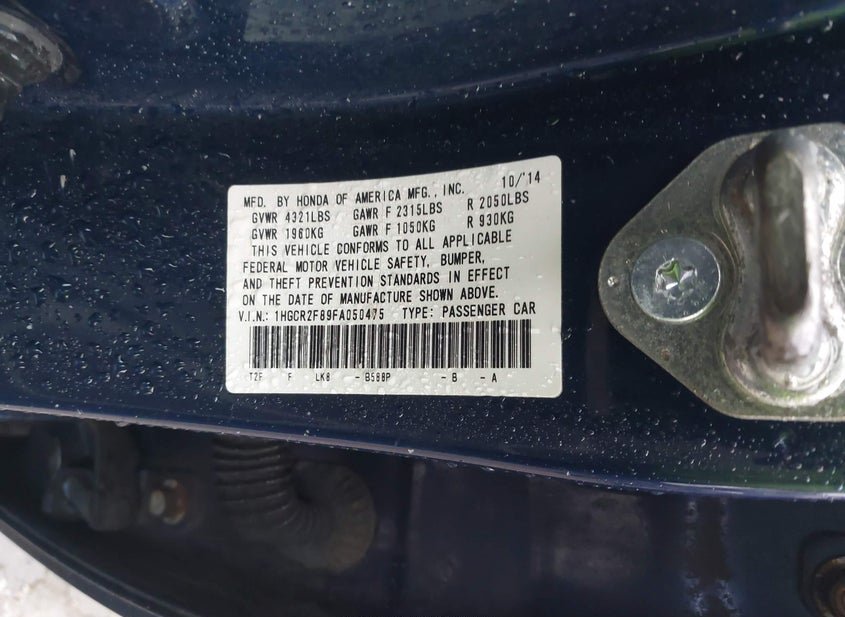 MFD. BY HONDA OF AMERICA MFG., INC. 10/'14
GVWR 4321LBS GAWR F 2315LBS R 2050LBS
GVWR 1960KG GAWR F 1050KG R 930KG
THIS VEHICLE CONFORMS TO ALL APPLICABLE
FEDERAL MOTOR VEHICLE SAFETY, BUMPER,
AND THEFT PREVENTION STANDARDS IN EFFECT
ON THE DATE OF MANUFACTURE SHOWN ABOVE.
V.I.N.: 1HGCR2F89FA050475 TYPE: PASSENGER CAR
T2F F LK8 - B588P - B - A